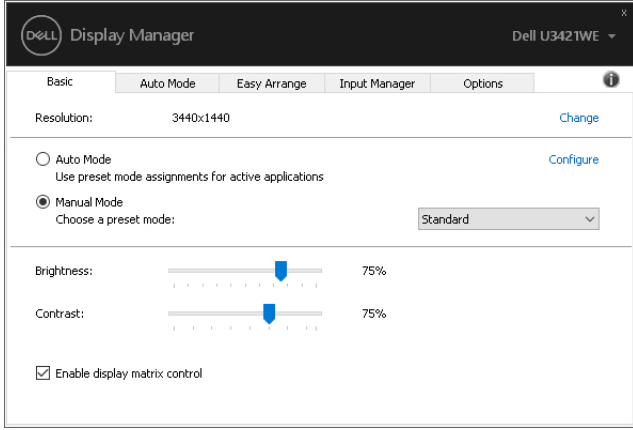 x
DELL Display Manager Dell U3421WE
Basic Auto Mode Easy Arrange Input Manager Options i
Resolution: 3440x1440 Change
Auto Mode Configure
Use preset mode assignments for active applications
Manual Mode
Choose a preset mode: Standard
Brightness: 75%
Contrast: 75%
Enable display matrix control